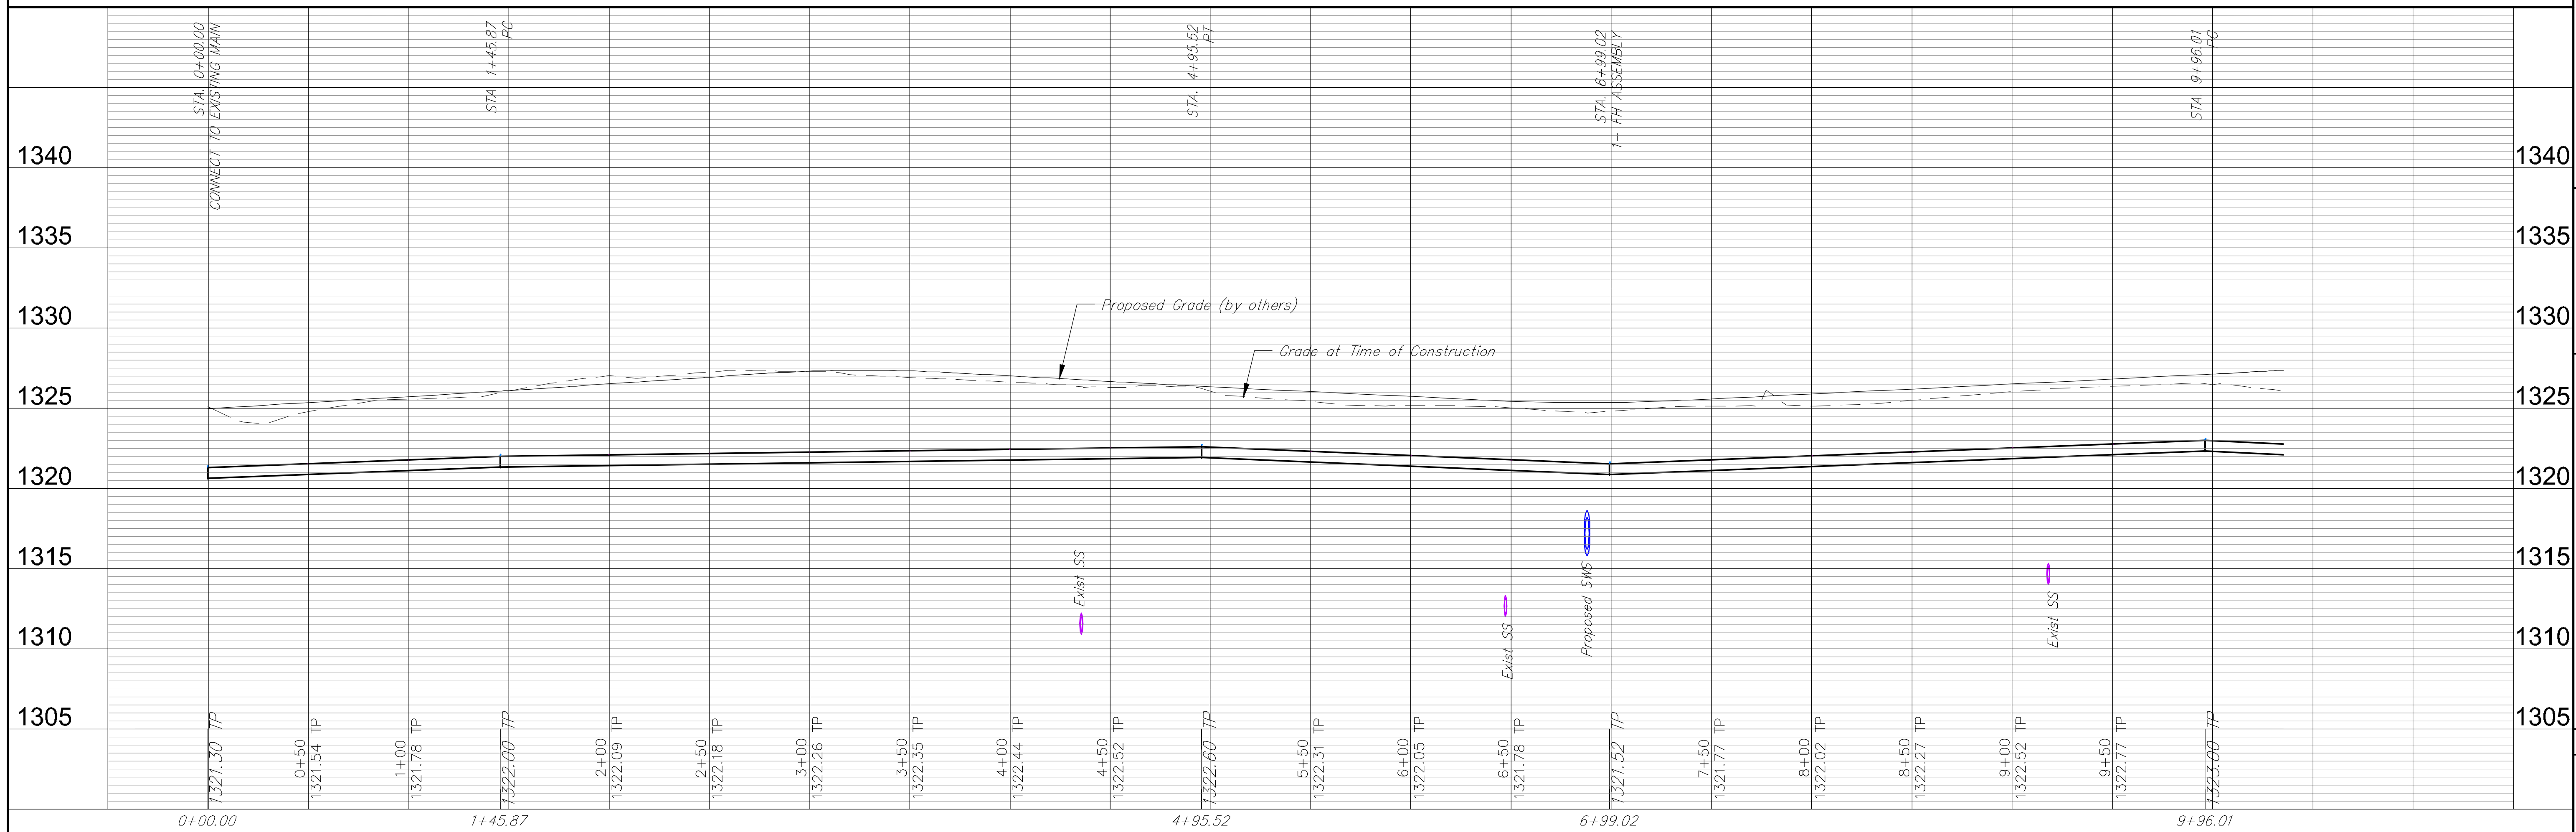 STA. 0+00.00
CONNECT TO EXISTING MAIN
STA. 1+45.87
PC
STA. 4+95.52
PT
STA. 6+99.02
1- FH ASSEMBLY
STA. 9+96.01
PC
1340
1340
1335
1335
1330
1330
Proposed Grade (by others)
Grade at Time of Construction
1325
1325
1320
1320
1315
1315
Exist SS
Exist SS
Proposed SWS
Exist SS
1310
1310
1305
1305
1321.30 TP
0+50
1321.54 TP
1+00
1321.78 TP
1322.00 TP
2+00
1322.09 TP
2+50
1322.18 TP
3+00
1322.26 TP
3+50
1322.35 TP
4+00
1322.44 TP
4+50
1322.52 TP
1322.60 TP
5+50
1322.31 TP
6+00
1322.05 TP
6+50
1321.78 TP
1321.52 TP
7+50
1321.77 TP
8+00
1322.02 TP
8+50
1322.27 TP
9+00
1322.52 TP
9+50
1322.77 TP
1323.00 TP
0+00.00
1+45.87
4+95.52
6+99.02
9+96.01